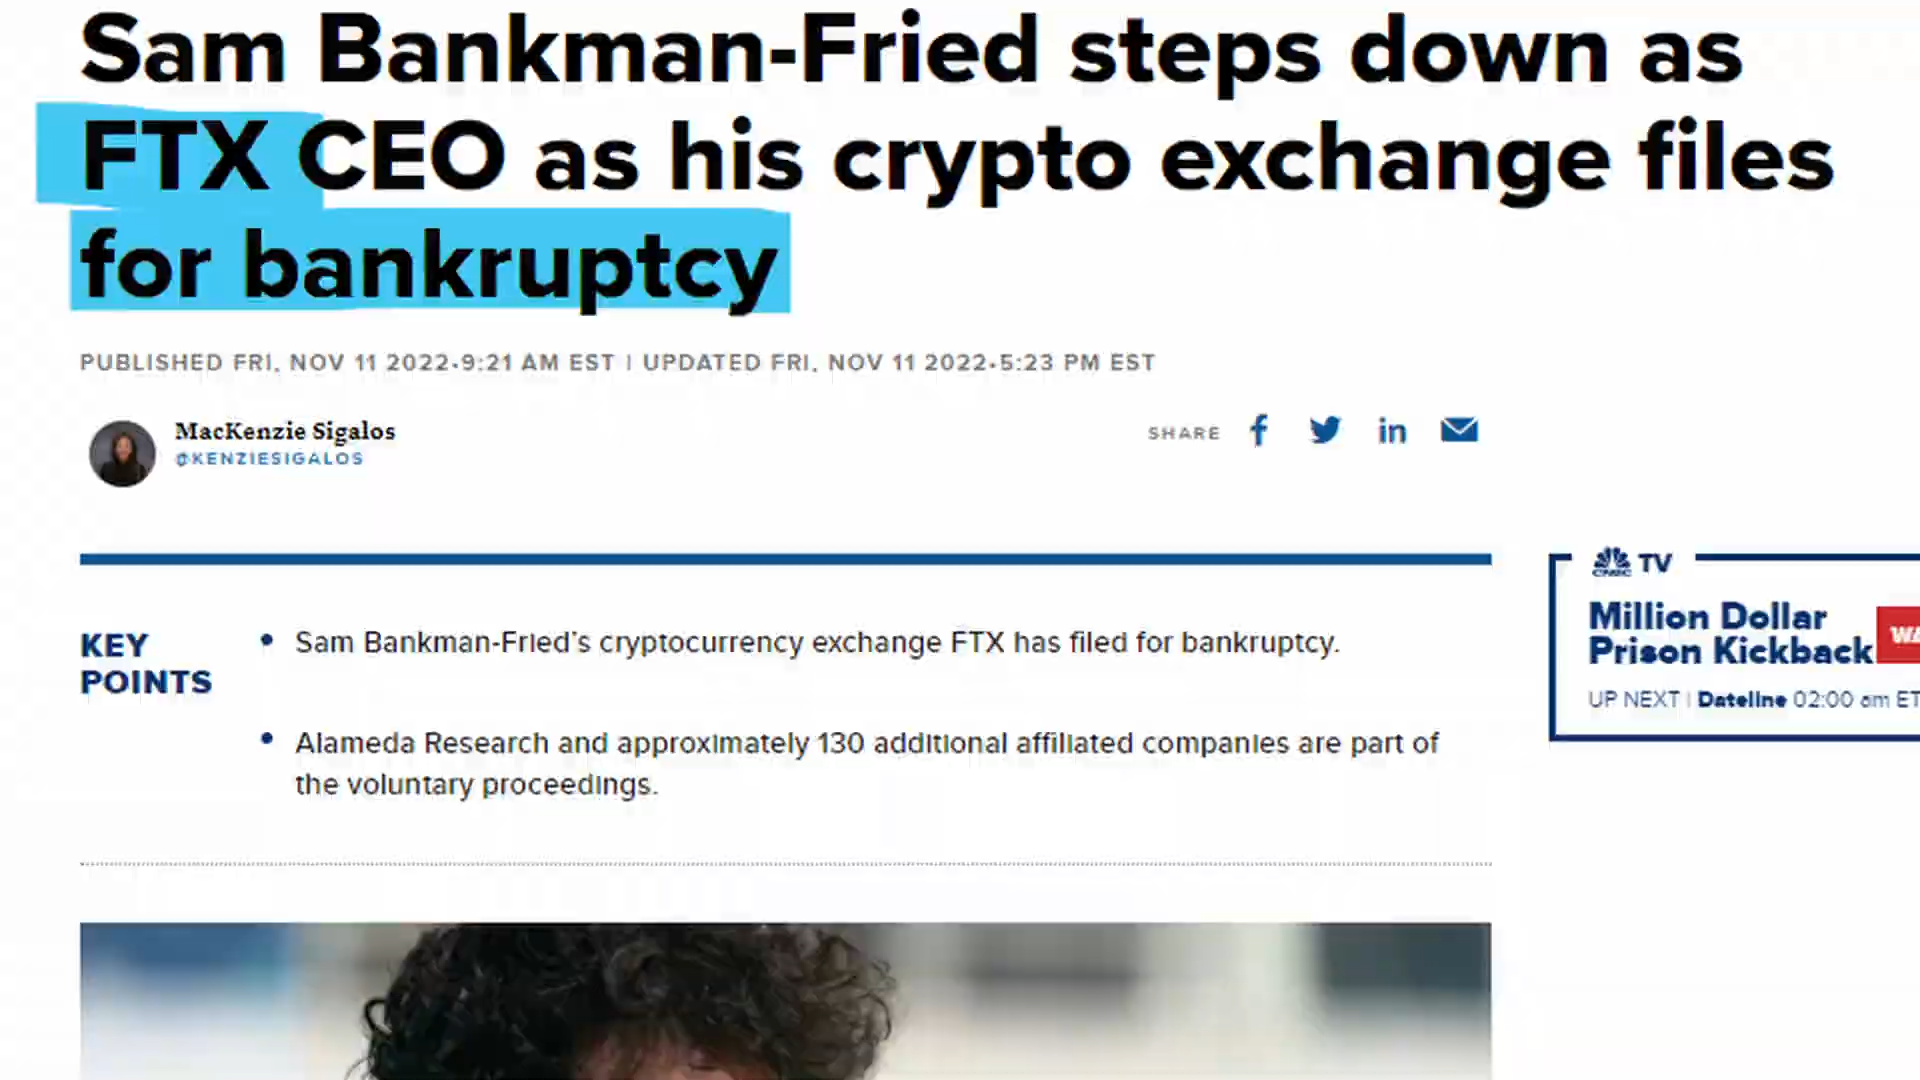 Sam Bankman-Fried steps down as
FTX CEO as his crypto exchange files
for bankruptcy
PUBLISHED FRI, NOV 11 2022•9:21 AM EST | UPDATED FRI, NOV 11 2022•5:23 PM EST
MacKenzie Sigalos
@KENZIESIGALOS
SHARE
KEY
POINTS
• Sam Bankman-Fried’s cryptocurrency exchange FTX has filed for bankruptcy.
• Alameda Research and approximately 130 additional affiliated companies are part of
the voluntary proceedings.
CNBC TV
Million Dollar
Prison Kickback
UP NEXT | Dateline 02:00 am ET